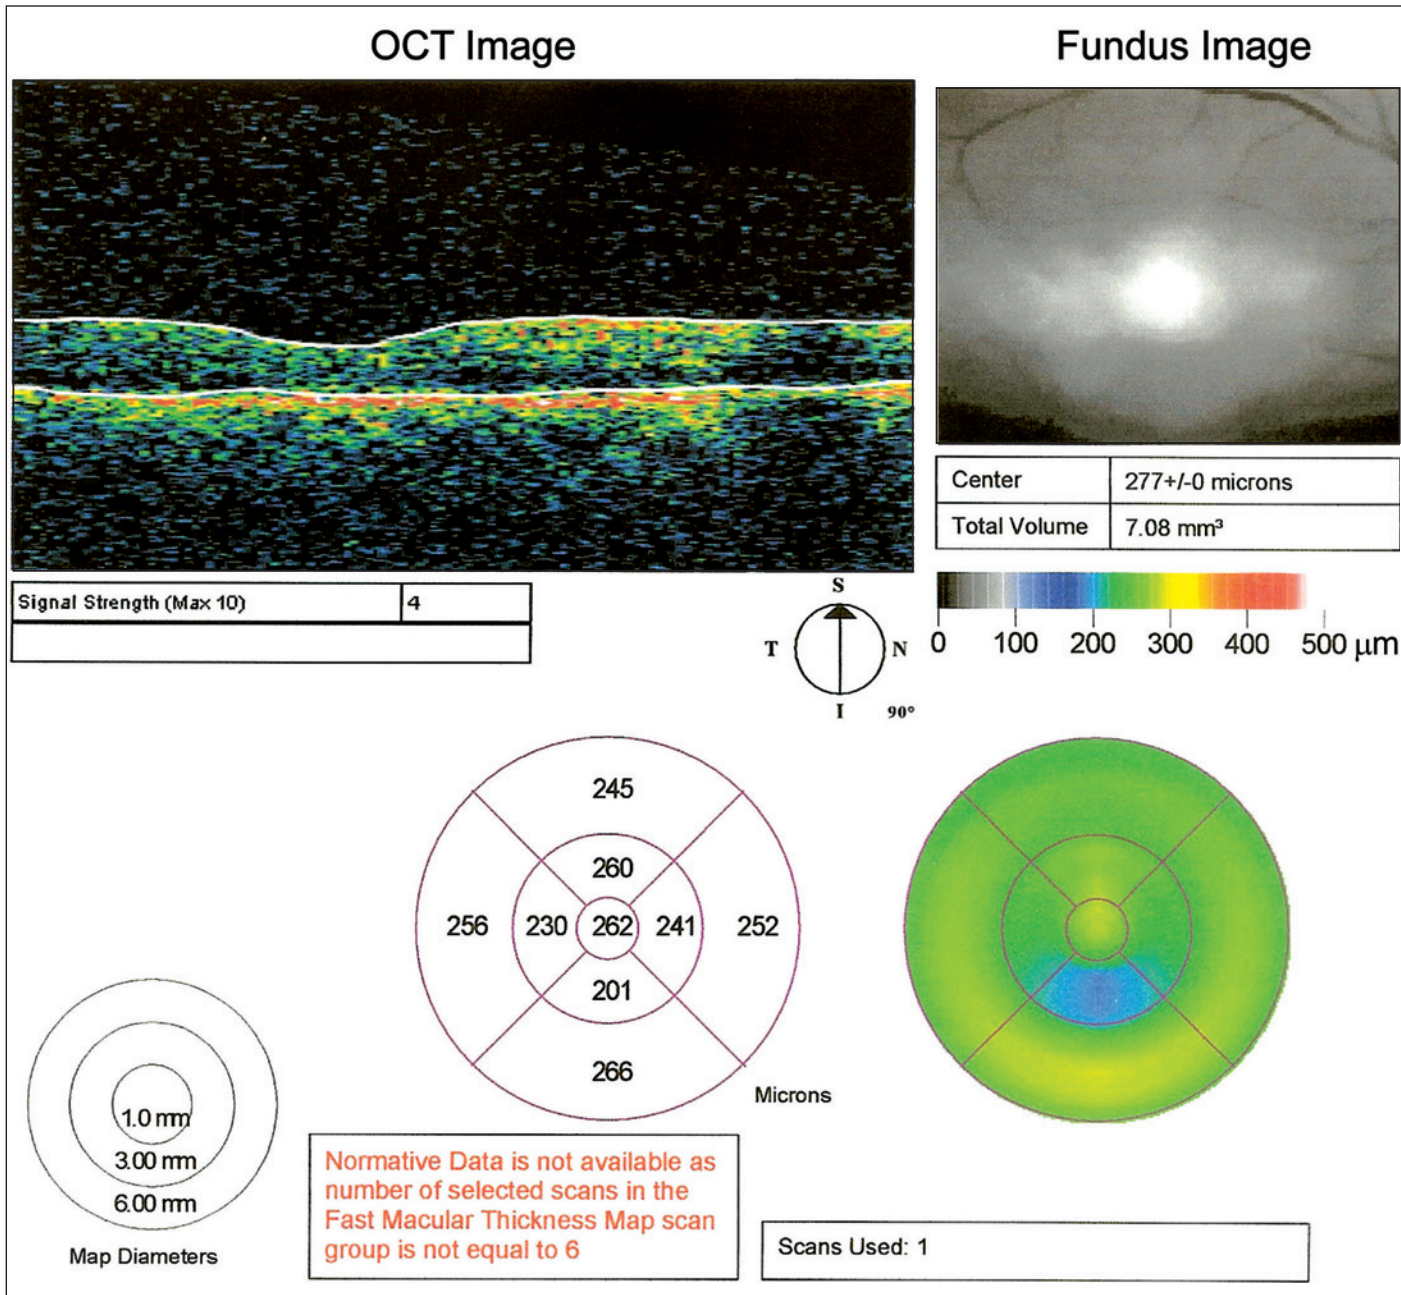 OCT Image
Fundus Image
Center 277+/-0 microns
Total Volume 7.08 mm³
Signal Strength (Max 10) 4
S
T N
I 90°
0 100 200 300 400 500 μm
245
260
256 230 262 241 252
201
266
Microns
1.0 mm
3.00 mm
6.00 mm
Map Diameters
Normative Data is not available as
number of selected scans in the
Fast Macular Thickness Map scan
group is not equal to 6
Scans Used: 1